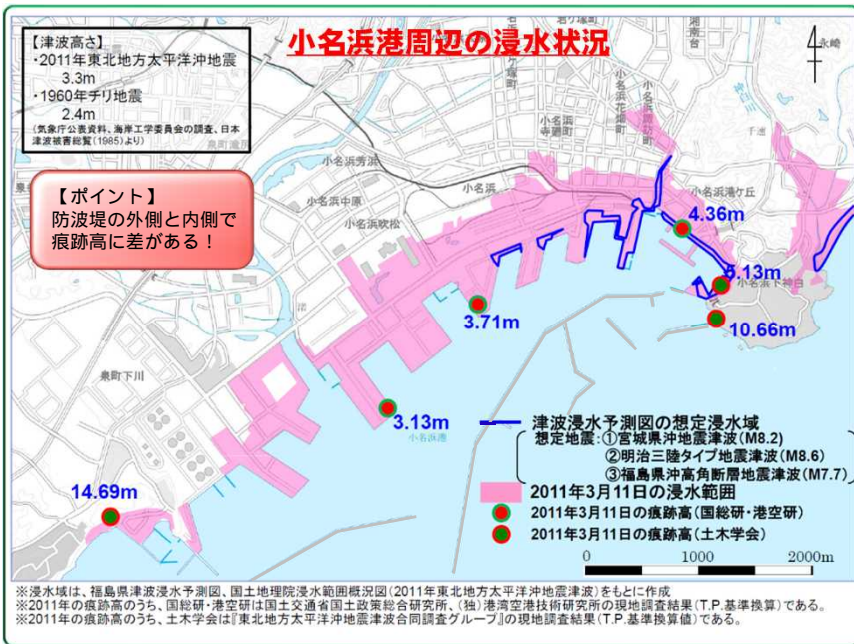 小名浜港周辺の浸水状況
【津波高さ】
・2011年東北地方太平洋沖地震
3.3m
・1960年チリ地震
2.4m
(気象庁公表資料、海岸工学委員会の調査、日本
津波被害総覧(1985)より)
【ポイント】
防波堤の外側と内側で
痕跡高に差がある！
永崎
小名浜
小名浜中原
小名浜吹松
泉町下川
小名浜港
小名浜下神白
4.36m
5.13m
10.66m
3.71m
3.13m
14.69m
津波浸水予測図の想定浸水域
想定地震:①宮城県沖地震津波(M8.2)
②明治三陸タイプ地震津波(M8.6)
③福島県沖高角断層地震津波(M7.7)
2011年3月11日の浸水範囲
2011年3月11日の痕跡高(国総研・港空研)
2011年3月11日の痕跡高(土木学会)
0 1000 2000m
※浸水域は、福島県津波浸水予測図、国土地理院浸水範囲概況図(2011年東北地方太平洋沖地震津波)をもとに作成
※2011年の痕跡高のうち、国総研・港空研は国土交通省国土政策総合研究所、(独)港湾空港技術研究所の現地調査結果(T.P.基準換算)である。
※2011年の痕跡高のうち、土木学会は『東北地方太平洋沖地震津波合同調査グループ』の現地調査結果(T.P.基準換算値)である。